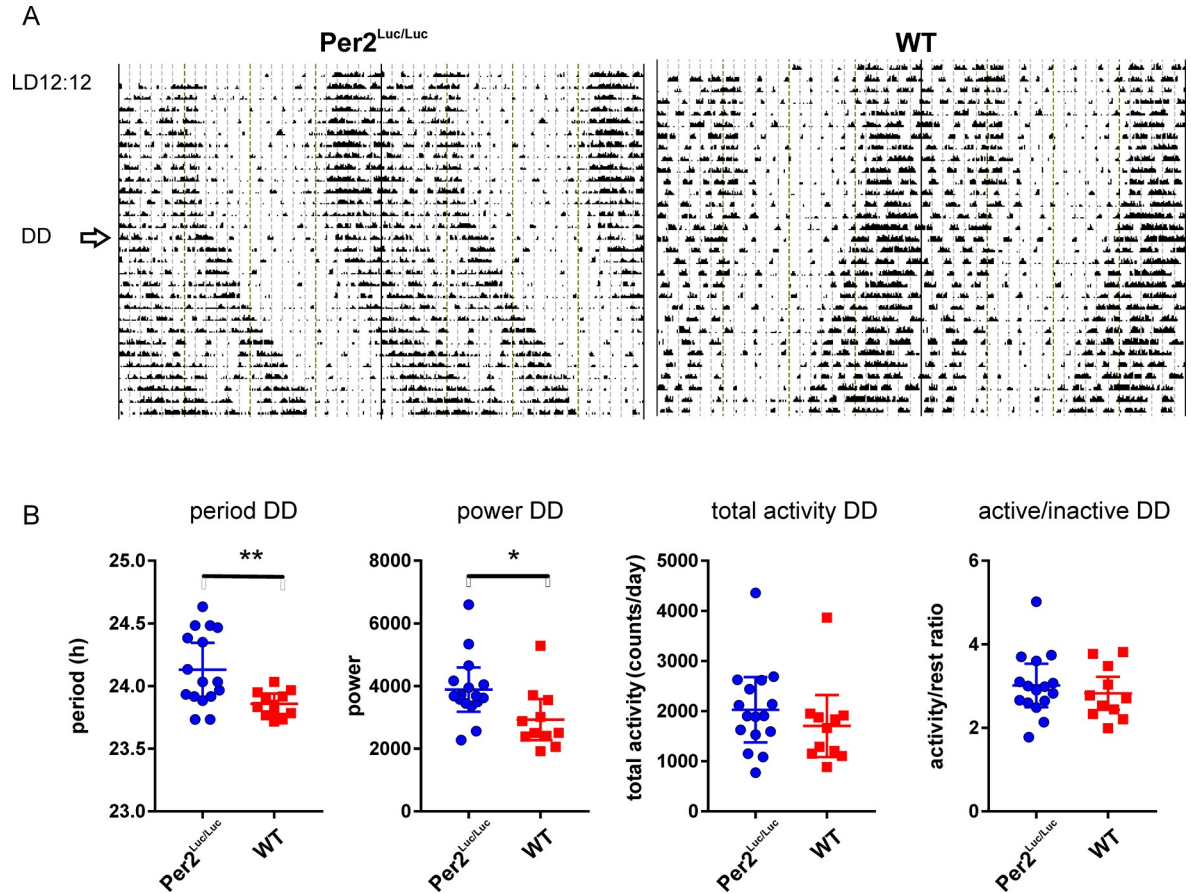 A
Per2Luc/Luc
WT
LD12:12
DD
B
period DD
power DD
total activity DD
active/inactive DD
**
*
period (h)
25.0
24.5
24.0
23.5
23.0
Per2Luc/Luc
WT
power
8000
6000
4000
2000
0
Per2Luc/Luc
WT
total activity (counts/day)
5000
4000
3000
2000
1000
0
Per2Luc/Luc
WT
activity/rest ratio
6
4
2
0
Per2Luc/Luc
WT